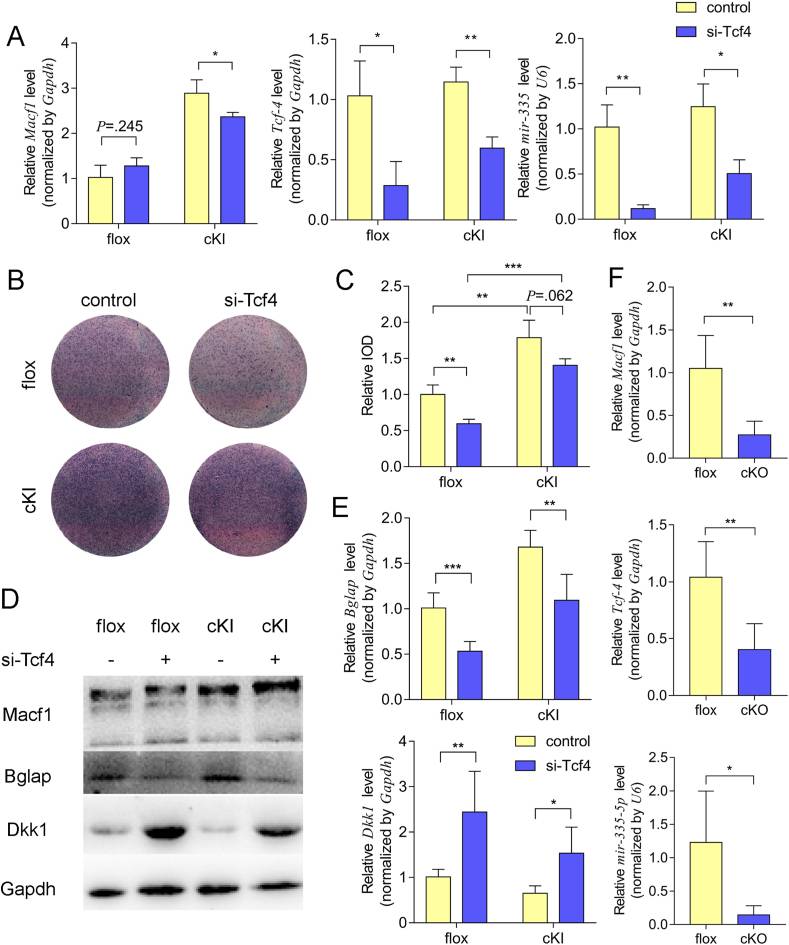 control
si-Tcf4
A
Relative Macf1 level
(normalized by Gapdh)
4
3
2
1
0
P=.245
*
flox
cKI
Relative Tcf-4 level
(normalized by Gapdh)
1.5
1.0
0.5
0.0
*
**
flox
cKI
Relative mir-335 level
(normalized by U6)
2.0
1.5
1.0
0.5
0.0
**
*
flox
cKI
B
control
si-Tcf4
flox
cKI
C
Relative IOD
2.5
2.0
1.5
1.0
0.5
0.0
***
**
P=.062
**
flox
cKI
F
Relative Macf1 level
(normalized by Gapdh)
2.0
1.5
1.0
0.5
0.0
**
flox
cKO
D
flox
flox
cKI
cKI
si-Tcf4
-
+
-
+
Macf1
Bglap
Dkk1
Gapdh
E
Relative Bglap level
(normalized by Gapdh)
2.0
1.5
1.0
0.5
0.0
***
**
flox
cKI
Relative Tcf-4 level
(normalized by Gapdh)
1.5
1.0
0.5
0.0
**
flox
cKO
Relative Dkk1 level
(normalized by Gapdh)
4
3
2
1
0
control
si-Tcf4
**
*
flox
cKI
Relative mir-335-5p level
(normalized by U6)
2.5
2.0
1.5
1.0
0.5
0.0
*
flox
cKO